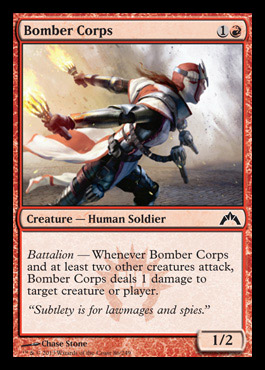 Bomber Corps 1
Creature — Human Soldier
Battalion — Whenever Bomber Corps
and at least two other creatures attack,
Bomber Corps deals 1 damage to
target creature or player.
“Subtlety is for lawmages and spies.”
Chase Stone
1/2